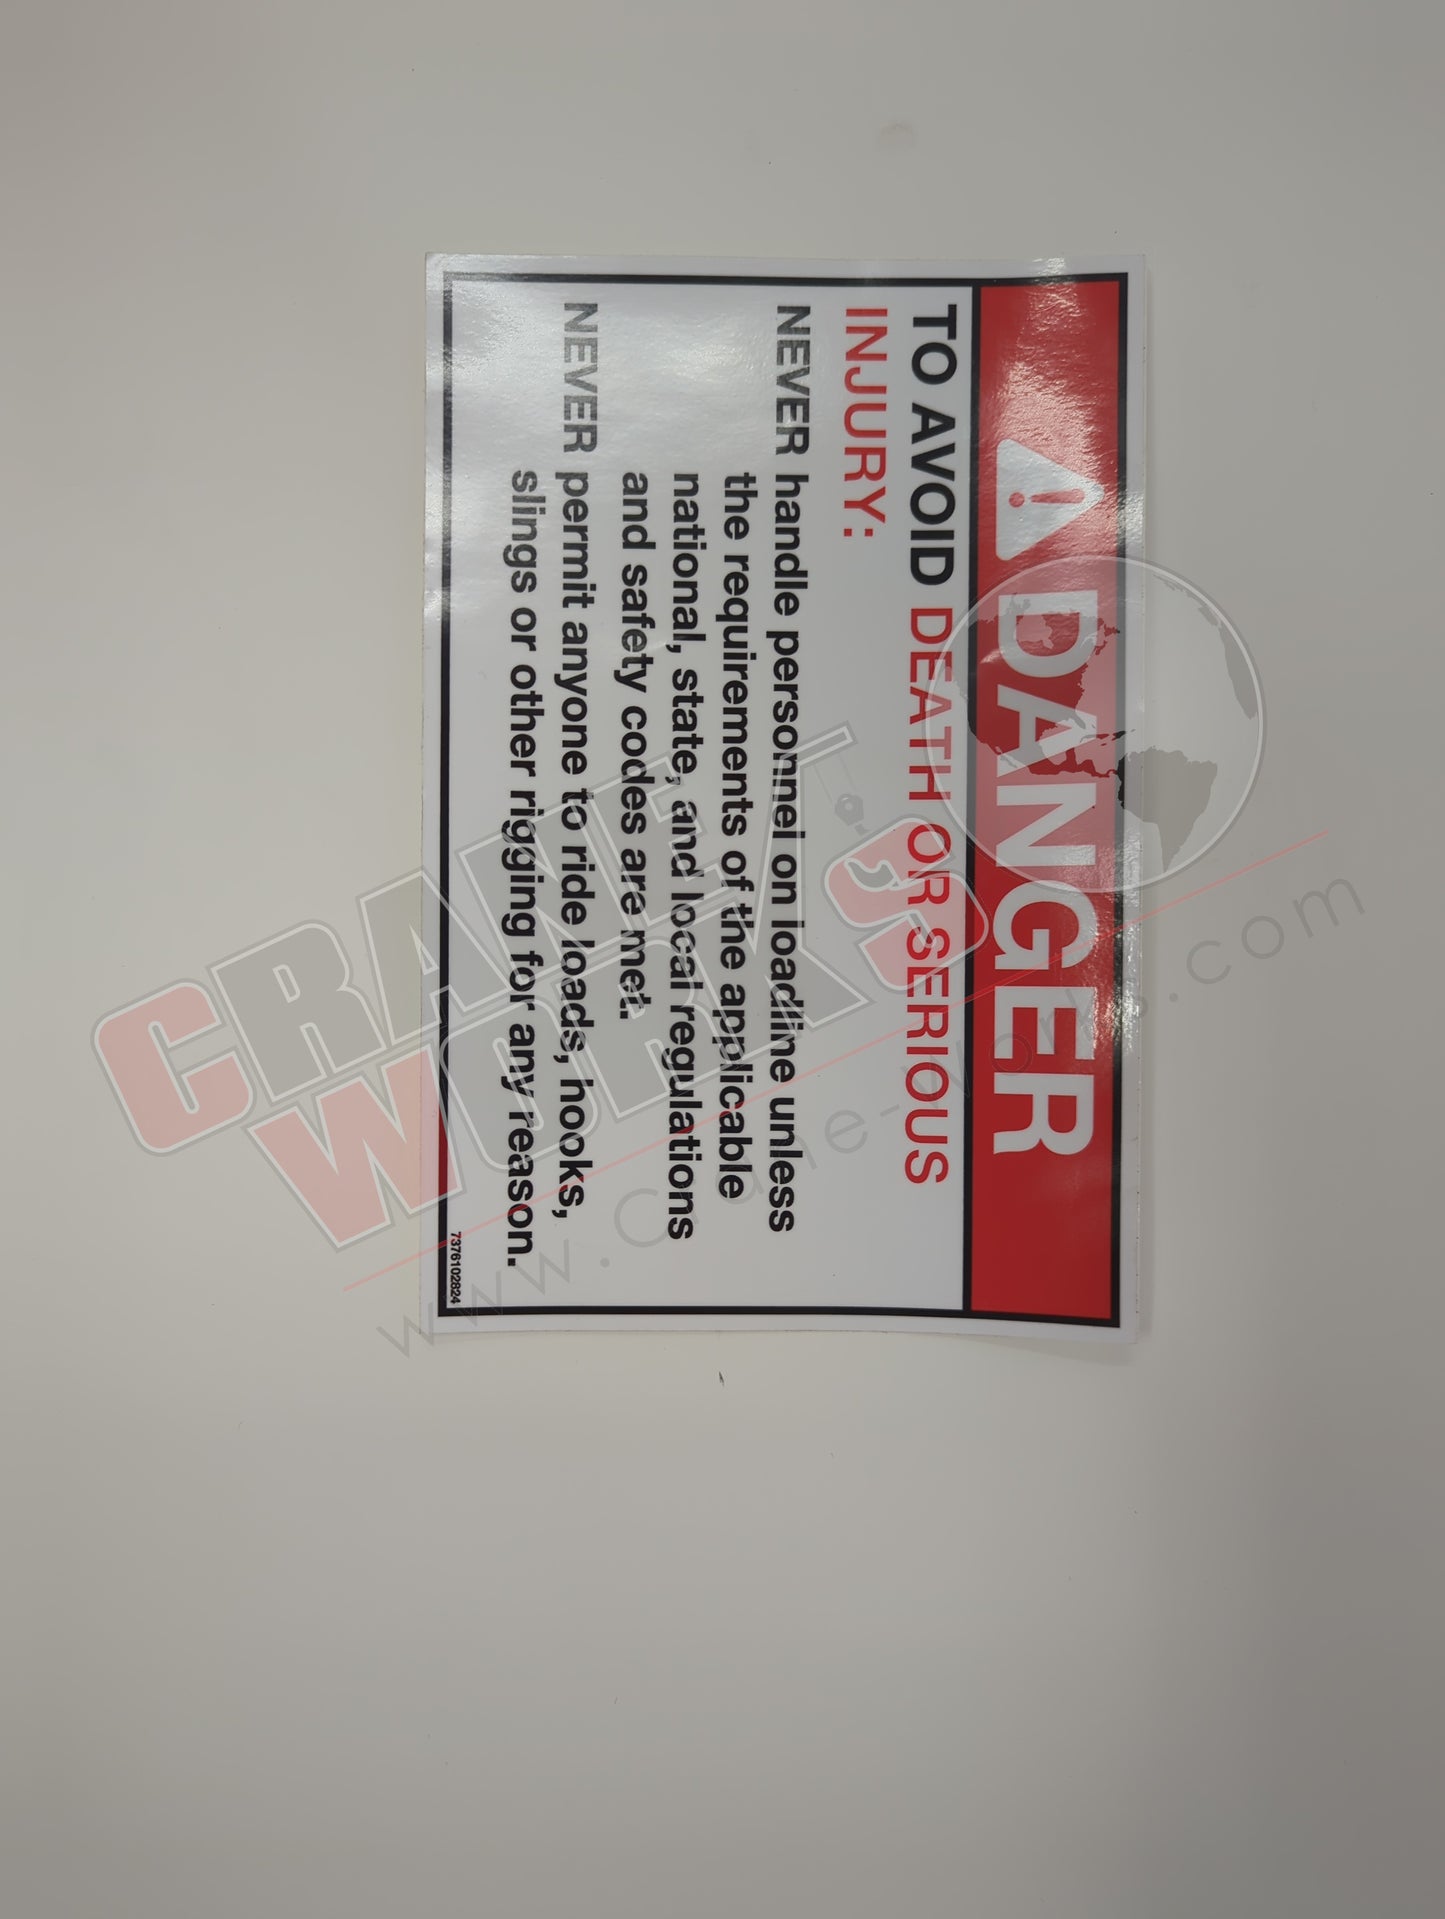 DANGER
TO AVOID DEATH OR SERIOUS
INJURY:
NEVER handle personnel on loadline unless
the requirements of the applicable
national, state, and local regulations
and safety codes are met.
NEVER permit anyone to ride loads, hooks,
slings or other rigging for any reason.
7376102824
CRANE
WORKS
www.crane-works.com